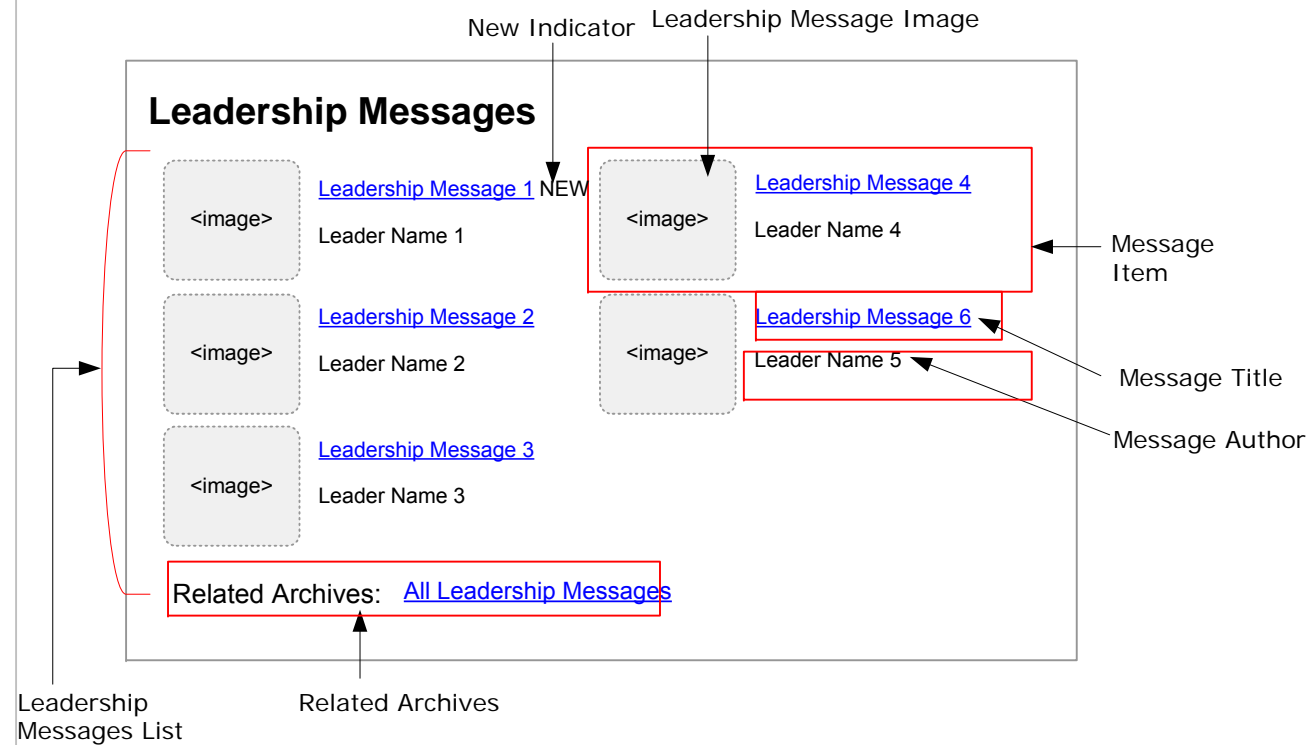 New Indicator
Leadership Message Image
Leadership Messages
<image>
Leadership Message 1 NEW
Leader Name 1
<image>
Leadership Message 4
Leader Name 4
Message
Item
<image>
Leadership Message 2
Leader Name 2
<image>
Leadership Message 6
Leader Name 5
Message Title
Message Author
<image>
Leadership Message 3
Leader Name 3
Related Archives: All Leadership Messages
Leadership
Messages List
Related Archives